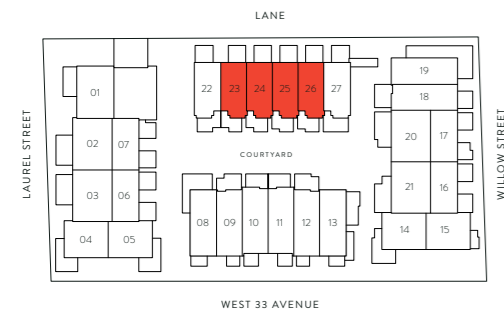 LANE
LAUREL STREET
WILLOW STREET
01
22 23 24 25 26 27
19
18
02 07
20 17
COURTYARD
03 06
21 16
08 09 10 11 12 13
04 05
14 15
WEST 33 AVENUE